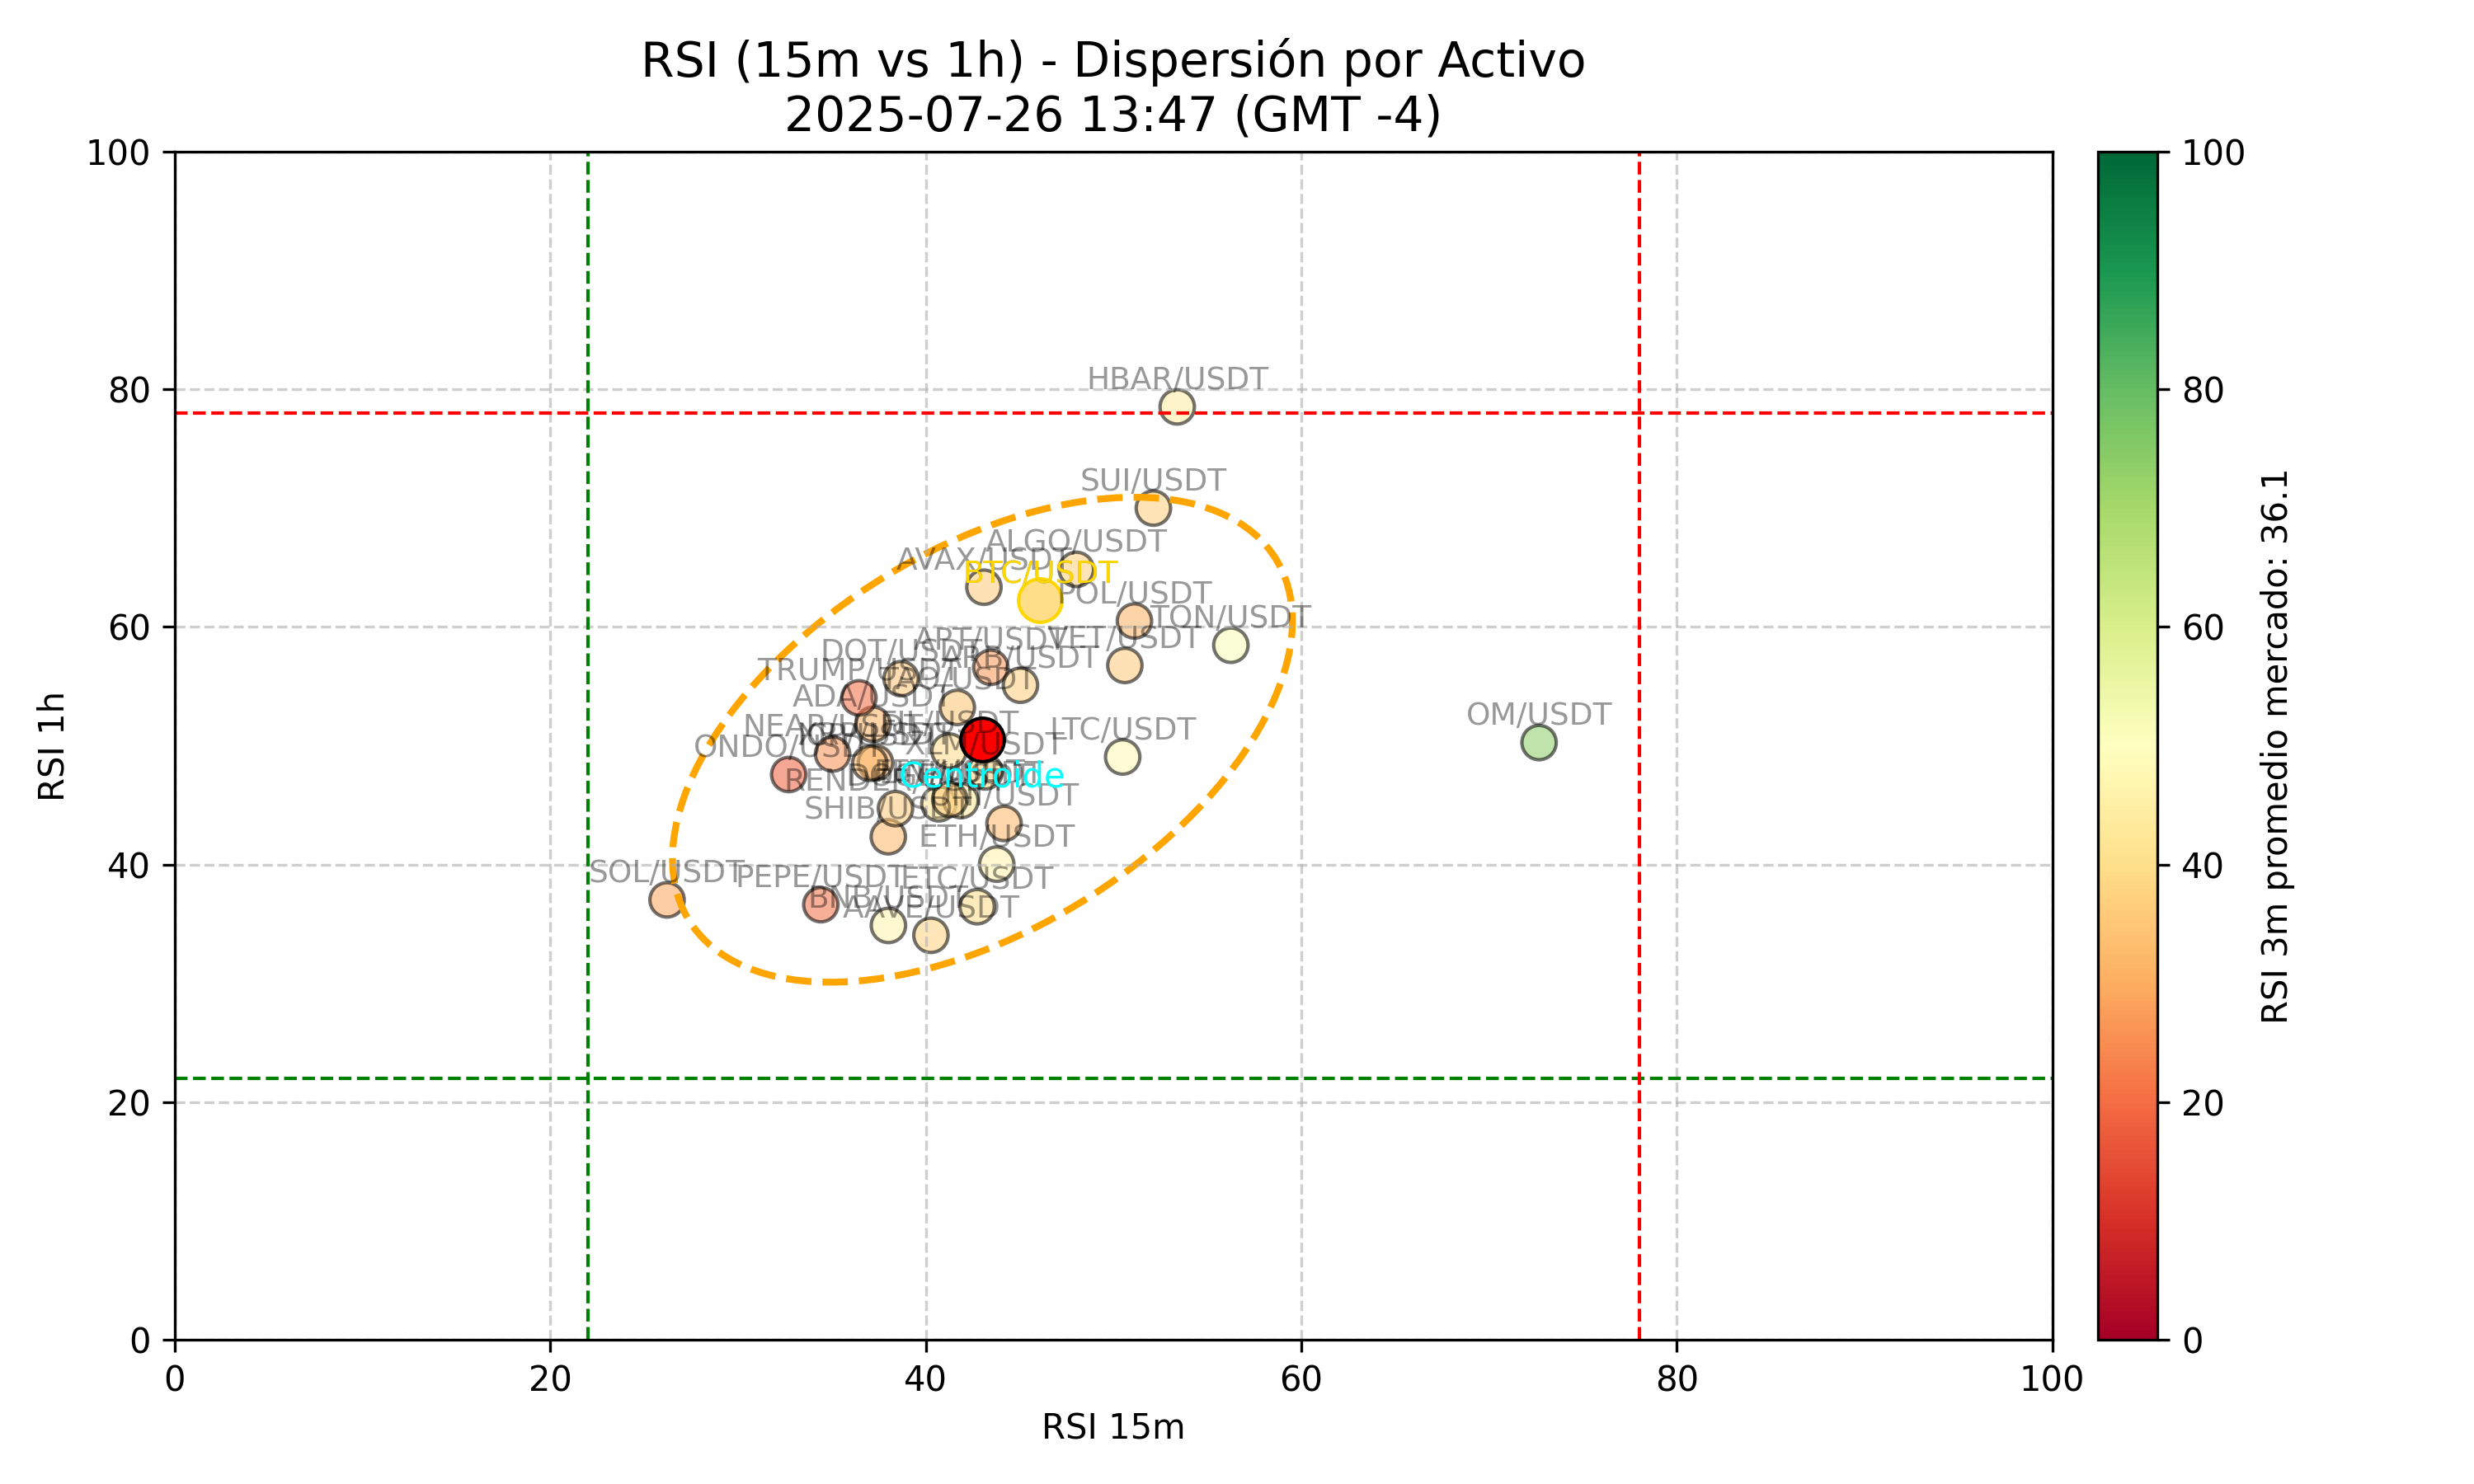 RSI (15m vs 1h) - Dispersión por Activo
2025-07-26 13:47 (GMT -4)
100
80
60
40
20
0
RSI 1h
HBAR/USDT
SUI/USDT
ALGO/USDT
AVAX/USDT
BTC/USDT
POL/USDT
TON/USDT
VET/USDT
APT/USDT
DOT/USDT
ARB/USDT
TRUMP/USDT
ADA/USDT
NEAR/USDT
LTC/USDT
OM/USDT
ONDO/USDT
XLM/USDT
Centroide
SHIB/USDT
ETH/USDT
SOL/USDT
PEPE/USDT
ETC/USDT
BNB/USDT
AAVE/USDT
0
20
40
60
80
100
RSI 15m
100
80
60
40
20
0
RSI 3m promedio mercado: 36.1